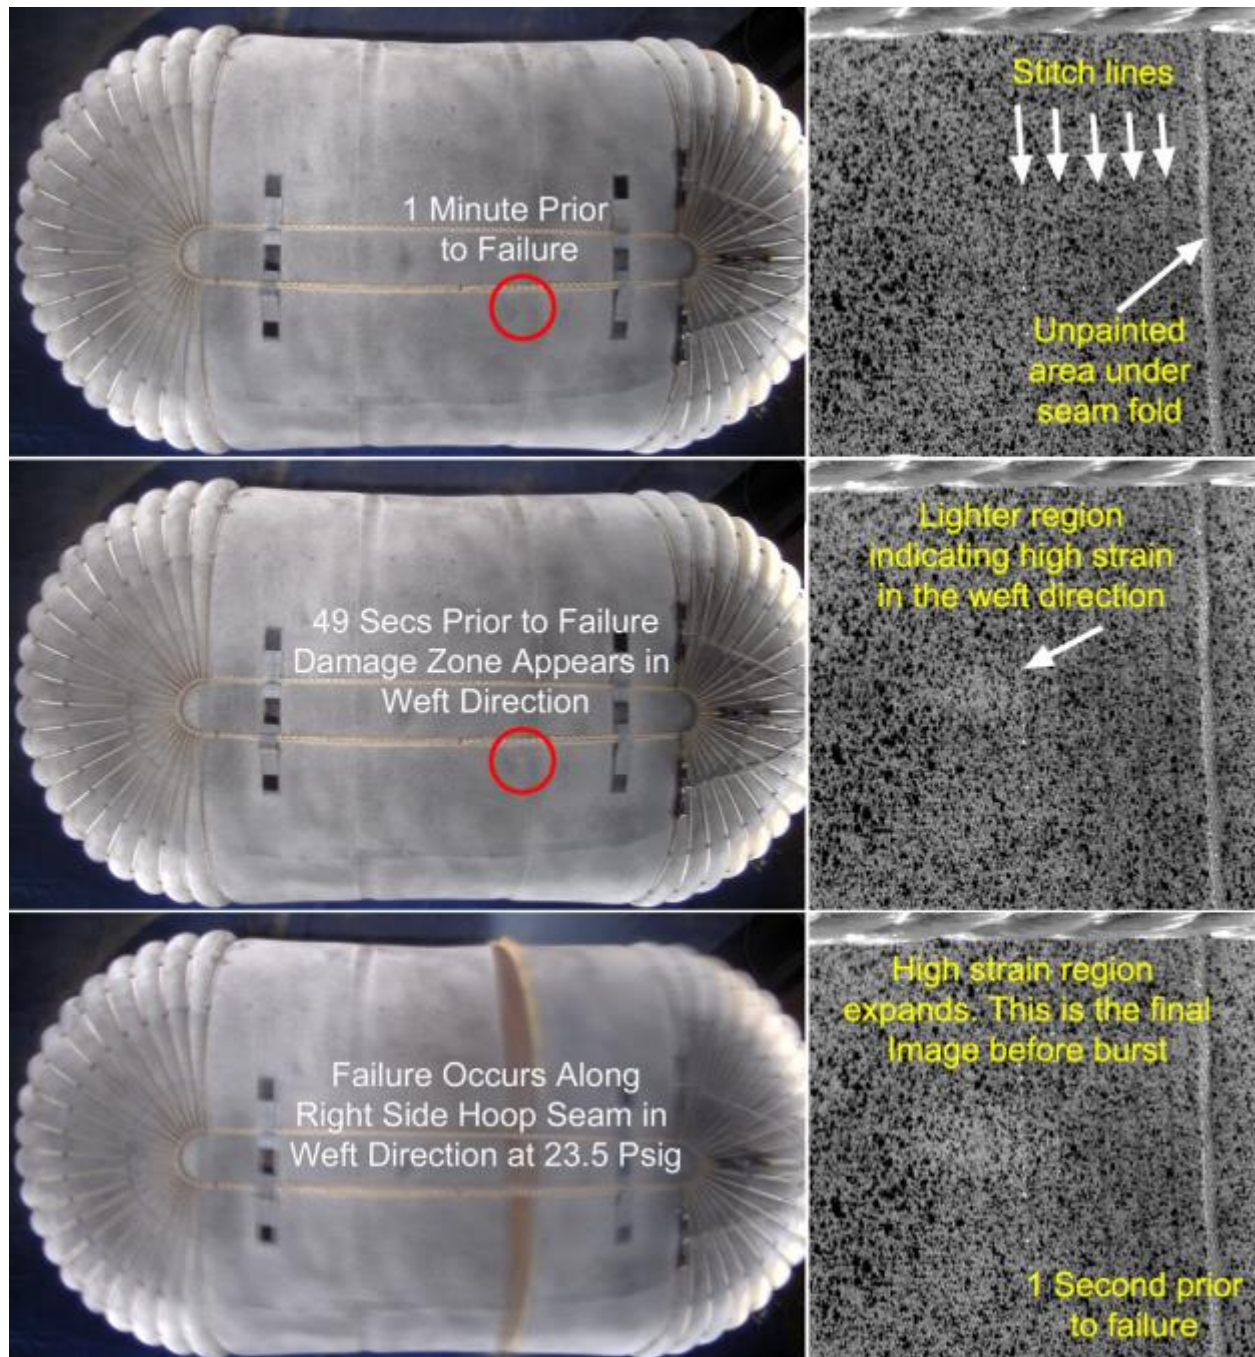 1 Minute Prior
to Failure
Stitch lines
Unpainted
area under
seam fold
49 Secs Prior to Failure
Damage Zone Appears in
Weft Direction
Lighter region
indicating high strain
in the weft direction
Failure Occurs Along
Right Side Hoop Seam in
Weft Direction at 23.5 Psig
High strain region
expands. This is the final
Image before burst
1 Second prior
to failure